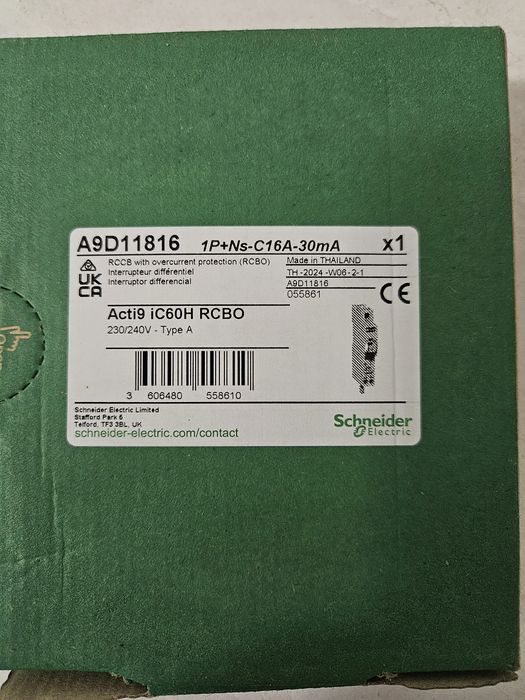 A9D11816 1P+Ns-C16A-30mA x1
RCCB with overcurrent protection (RCBO)
Interrupteur différentiel
Interruptor differencial
Made in THAILAND
TH -2024 -W06-2-1
A9D11816
055861
UK
CA
CE
Acti9 iC60H RCBO
230/240V - Type A
3 606480 558610
Schneider Electric Limited
Stafford Park 5
Telford, TF3 3BL, UK
schneider-electric.com/contact
Schneider
Electric